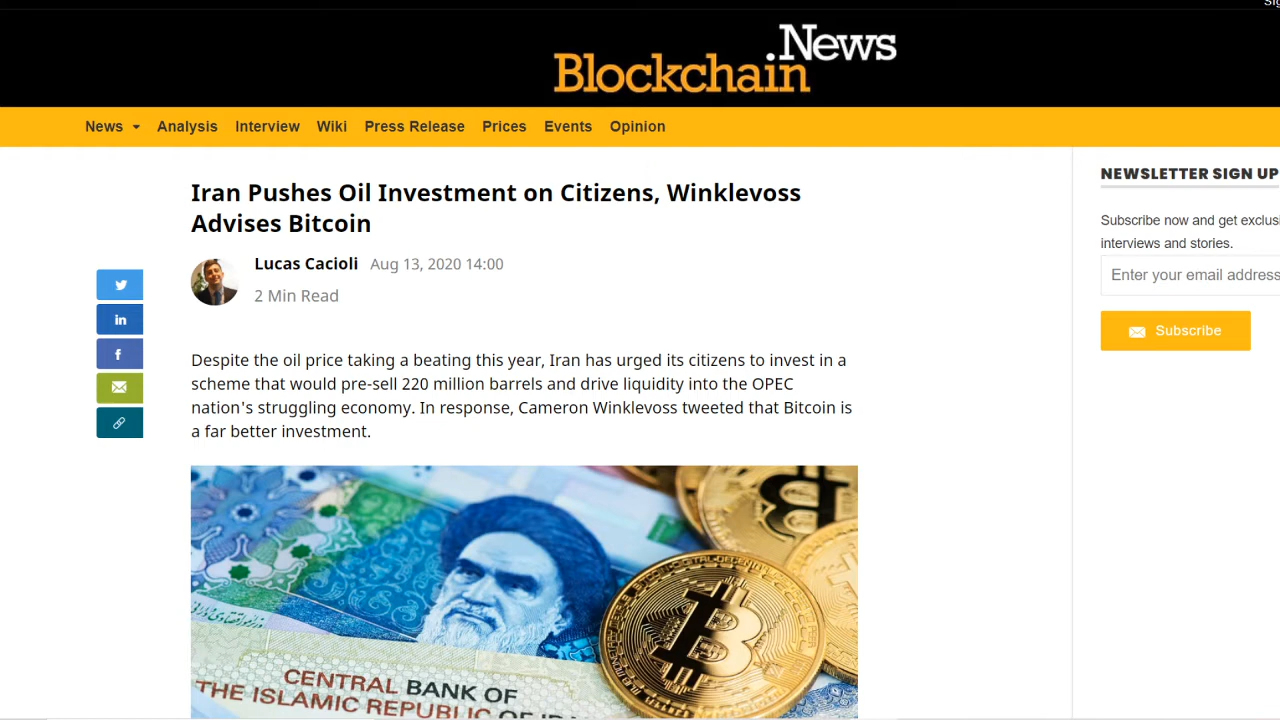 News
Blockchain
News Analysis Interview Wiki Press Release Prices Events Opinion
Iran Pushes Oil Investment on Citizens, Winklevoss
Advises Bitcoin
Lucas Cacioli Aug 13, 2020 14:00
2 Min Read
Despite the oil price taking a beating this year, Iran has urged its citizens to invest in a
scheme that would pre-sell 220 million barrels and drive liquidity into the OPEC
nation's struggling economy. In response, Cameron Winklevoss tweeted that Bitcoin is
a far better investment.
CENTRAL BANK OF
THE ISLAMIC REPUBLIC OF
NEWSLETTER SIGN UP
Subscribe now and get
interviews and stories.
Enter your email address
Subscribe